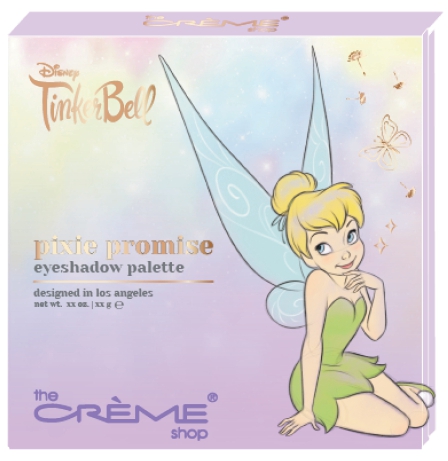 the CRÈME shop
Disney
TinkerBell
pixie promise
eyeshadow palette
designed in los angeles
net wt. xx oz. | xx g ℮
the
CRÈME®
shop